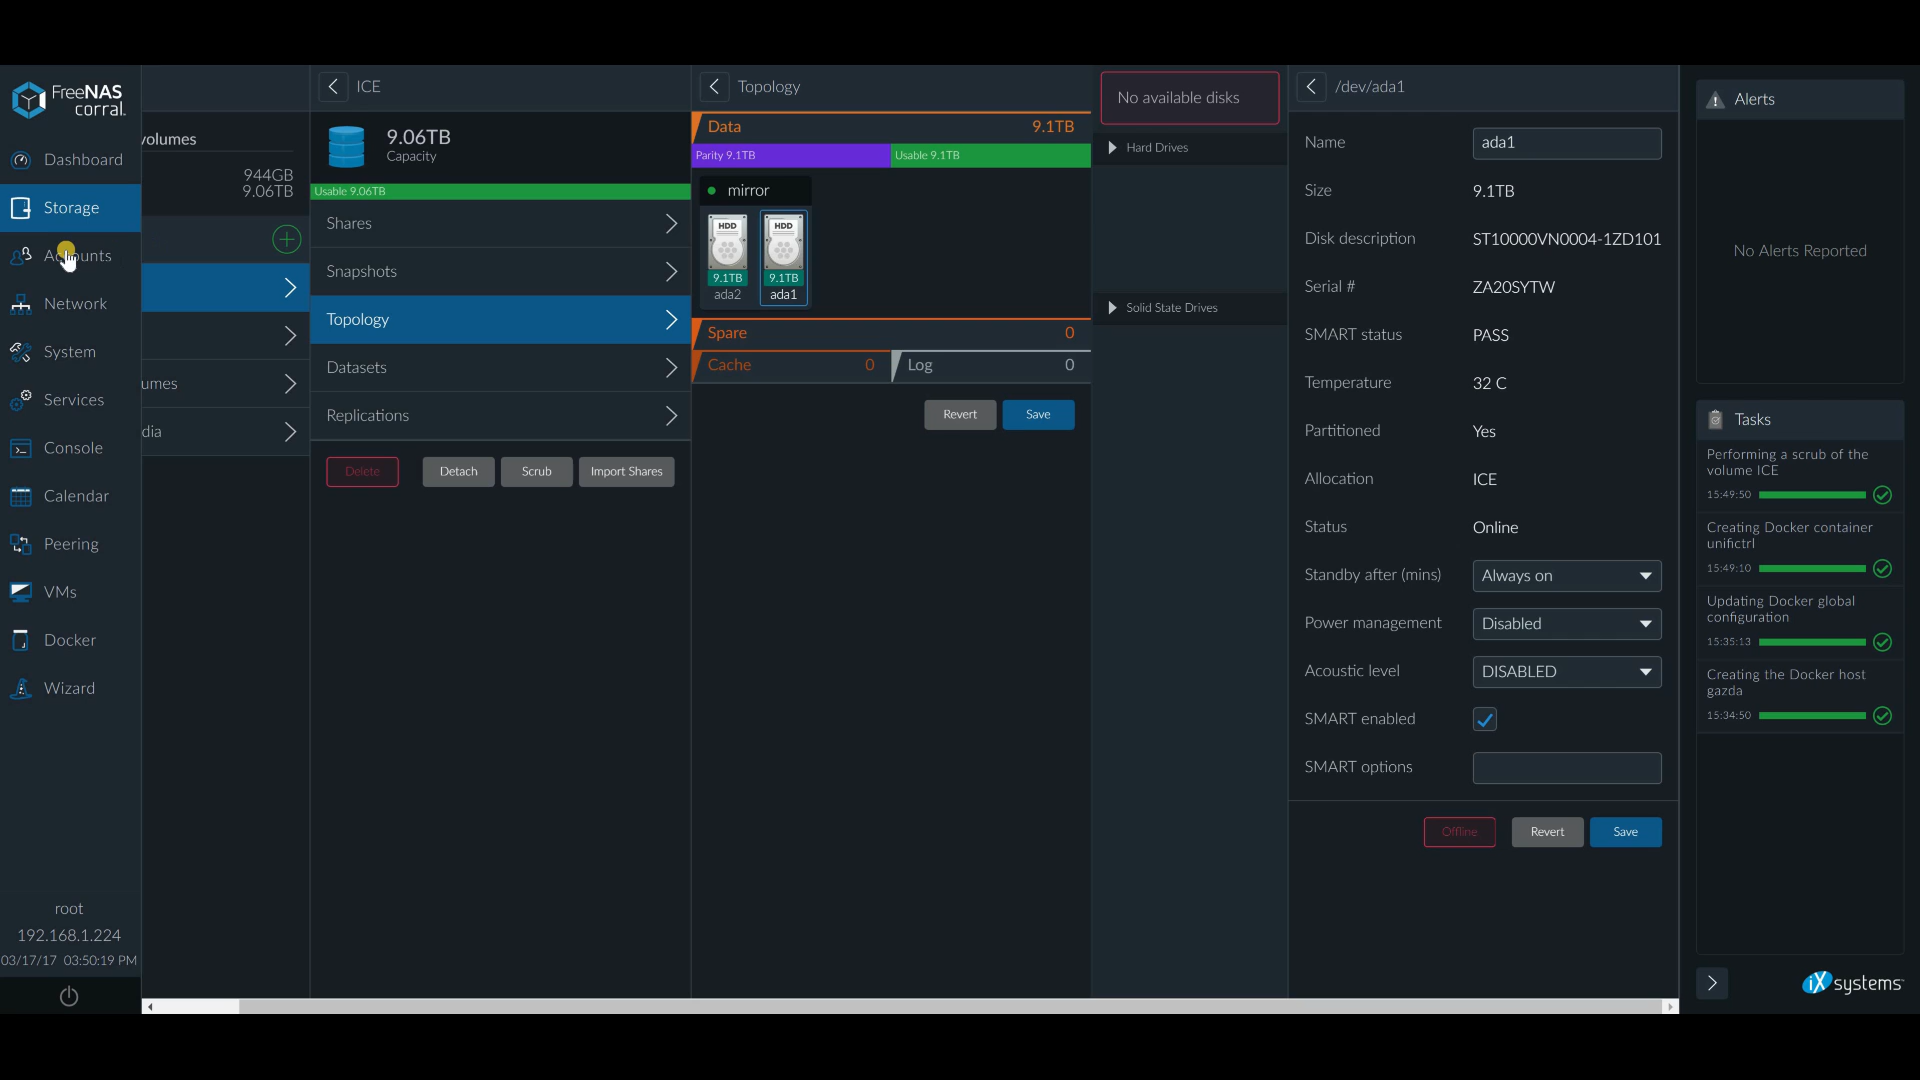 FreeNAS
corral.
Dashboard
Storage
Accounts
Network
System
Services
Console
Calendar
Peering
VMs
Docker
Wizard
root
192.168.1.224
03/17/17 03:50:19 PM
volumes
944GB
9.06TB
umes
dia
ICE
9.06TB
Capacity
Usable 9.06TB
Shares
Snapshots
Topology
Datasets
Replications
Delete
Detach
Scrub
Import Shares
Topology
Data 9.1TB
Parity 9.1TB Usable 9.1TB
mirror
HDD HDD
9.1TB 9.1TB
ada2 ada1
Spare 0
Cache 0 Log 0
Revert Save
No available disks
Hard Drives
Solid State Drives
/dev/ada1
Name ada1
Size 9.1TB
Disk description ST10000VN0004-1ZD101
Serial # ZA20SYTW
SMART status PASS
Temperature 32 C
Partitioned Yes
Allocation ICE
Status Online
Standby after (mins) Always on
Power management Disabled
Acoustic level DISABLED
SMART enabled
SMART options
Offline Revert Save
Alerts
No Alerts Reported
Tasks
Performing a scrub of the
volume ICE
15:49:50
Creating Docker container
unifictrl
15:49:10
Updating Docker global
configuration
15:35:13
Creating the Docker host
gazda
15:34:50
iXsystems